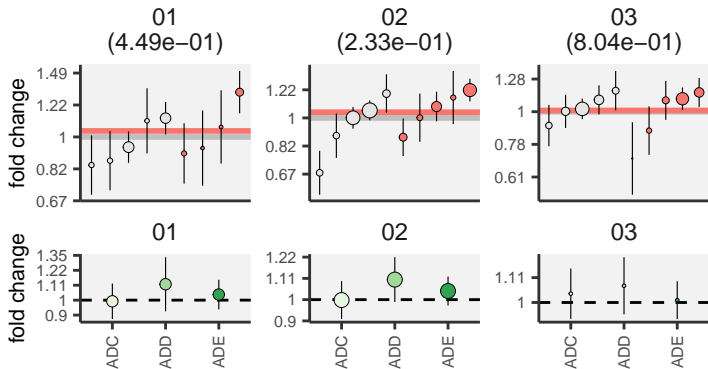 01
(4.49e−01)
02
(2.33e−01)
03
(8.04e−01)
fold change
1.49
1.22
1
0.82
0.67
1.22
1
0.82
0.67
1.28
1
0.78
0.61
01
02
03
fold change
1.35
1.22
1.11
1
0.9
1.22
1.11
1
0.9
1.11
1
ADC
ADD
ADE
ADC
ADD
ADE
ADC
ADD
ADE